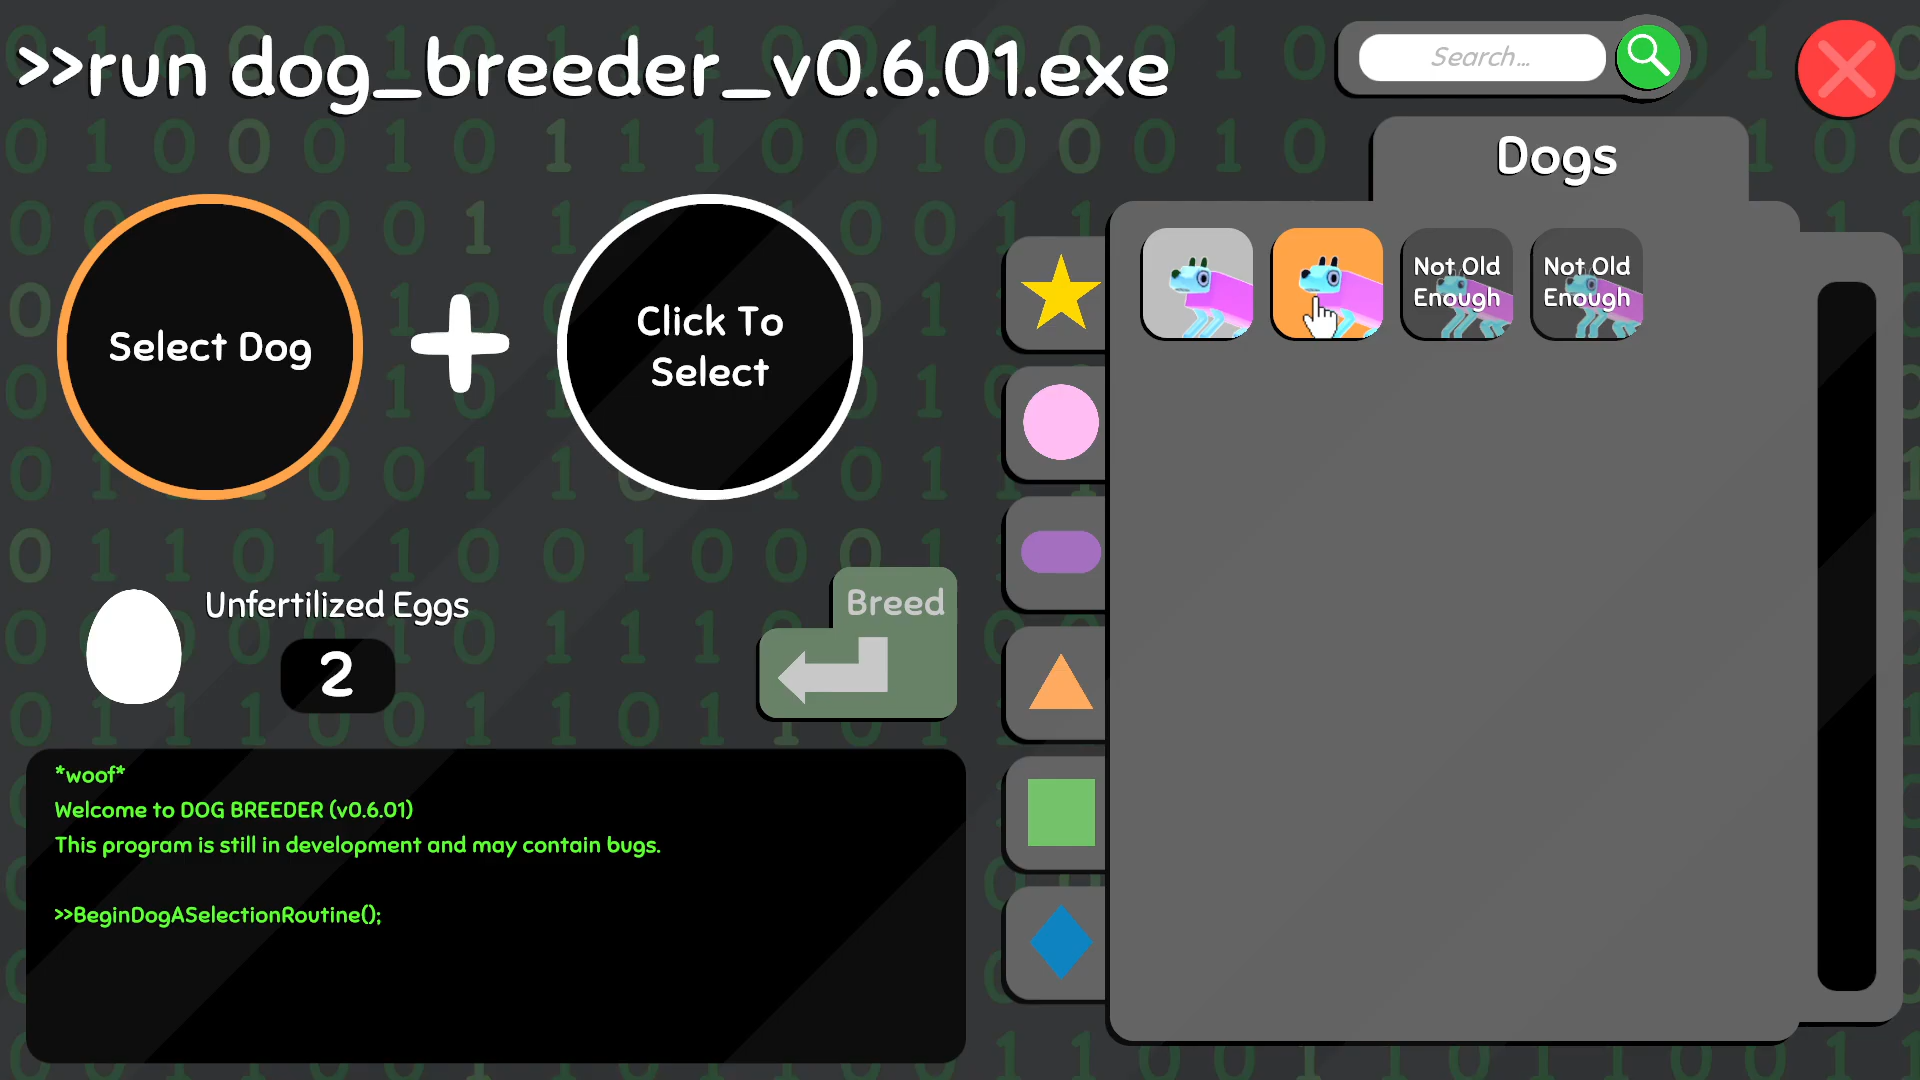 >>run dog_breeder_v0.6.01.exe
Search...
Dogs
Select Dog
Click To
Select
Not Old
Enough
Not Old
Enough
Unfertilized Eggs
2
Breed
*woof*
Welcome to DOG BREEDER (v0.6.01)
This program is still in development and may contain bugs.
>>BeginDogASelectionRoutine();